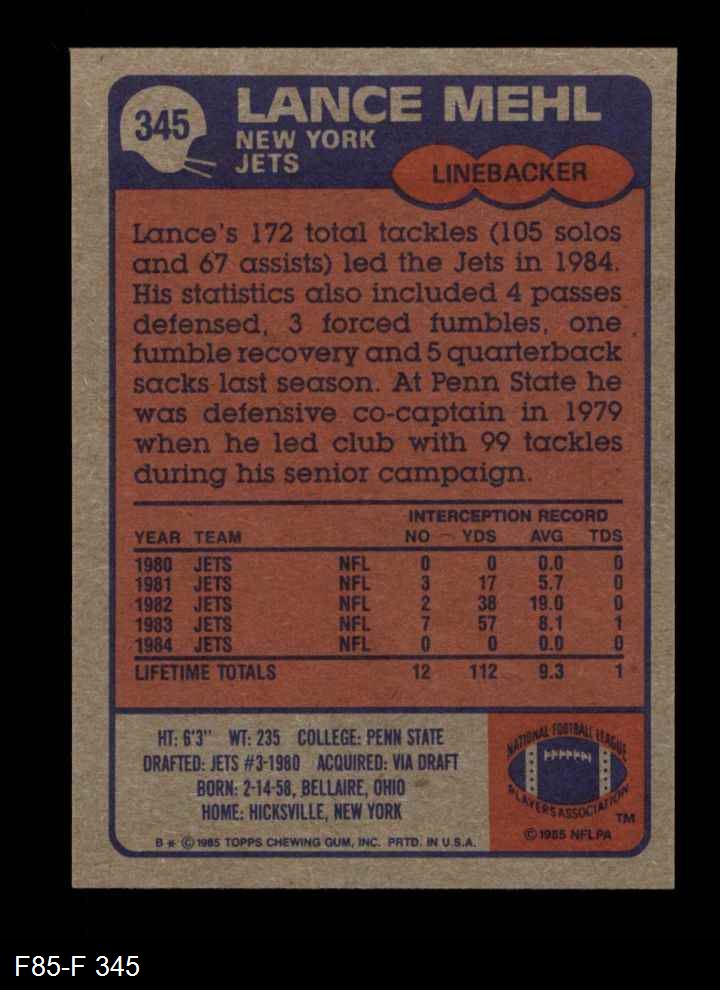 345
LANCE MEHL
NEW YORK
JETS
LINEBACKER
Lance's 172 total tackles (105 solos
and 67 assists) led the Jets in 1984.
His statistics also included 4 passes
defensed, 3 forced fumbles, one
fumble recovery and 5 quarterback
sacks last season. At Penn State he
was defensive co-captain in 1979
when he led club with 99 tackles
during his senior campaign.
INTERCEPTION RECORD
YEAR TEAM NO YDS AVG TDS
1980 JETS NFL 0 0 0.0 0
1981 JETS NFL 3 17 5.7 0
1982 JETS NFL 2 38 19.0 0
1983 JETS NFL 7 57 8.1 1
1984 JETS NFL 0 0 0.0 0
LIFETIME TOTALS 12 112 9.3 1
HT: 6'3" WT: 235 COLLEGE: PENN STATE
DRAFTED: JETS #3-1980 ACQUIRED: VIA DRAFT
BORN: 2-14-58, BELLAIRE, OHIO
HOME: HICKSVILLE, NEW YORK
B * © 1985 TOPPS CHEWING GUM, INC. PRTD. IN U.S.A.
NATIONAL FOOTBALL LEAGUE
PLAYERS ASSOCIATION
TM
© 1985 NFLPA
F85-F 345